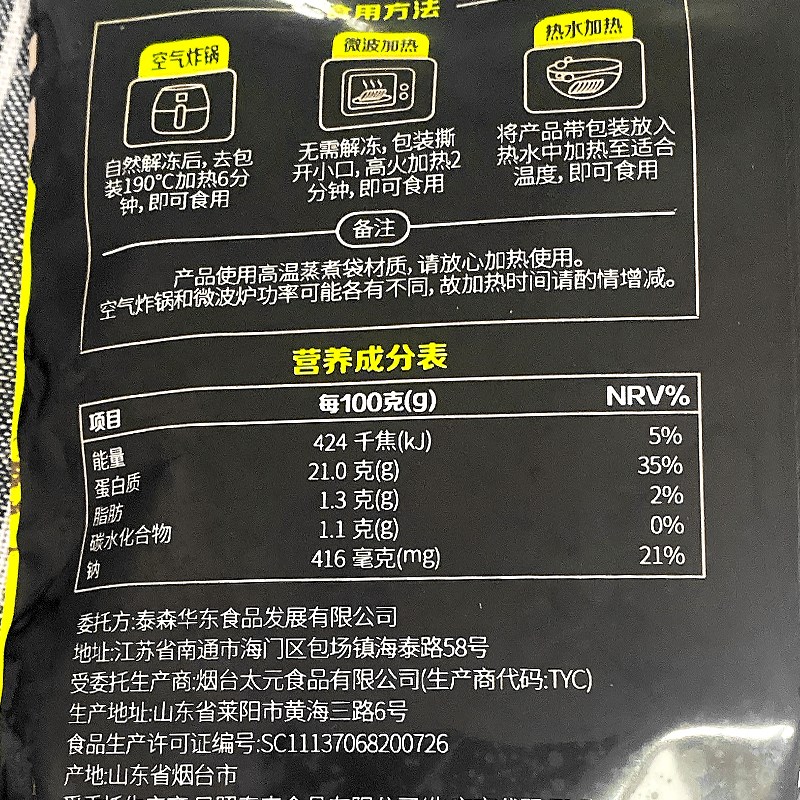 食用方法
空气炸锅
微波加热
热水加热
自然解冻后, 去包
装190°C加热6分
钟, 即可食用
无需解冻, 包装撕
开小口, 高火加热2
分钟, 即可食用
将产品带包装放入
热水中加热至适合
温度, 即可食用
备注
产品使用高温蒸煮袋材质, 请放心加热使用。
空气炸锅和微波炉功率可能各有不同, 故加热时间请酌情增减。
营养成分表
项目 每100克(g) NRV%
能量 424 千焦(kJ) 5%
蛋白质 21.0 克(g) 35%
脂肪 1.3 克(g) 2%
碳水化合物 1.1 克(g) 0%
钠 416 毫克(mg) 21%
委托方:泰森华东食品发展有限公司
地址:江苏省南通市海门区包场镇海泰路58号
受委托生产商:烟台太元食品有限公司(生产商代码:TYC)
生产地址:山东省莱阳市黄海三路6号
食品生产许可证编号:SC11137068200726
产地:山东省烟台市